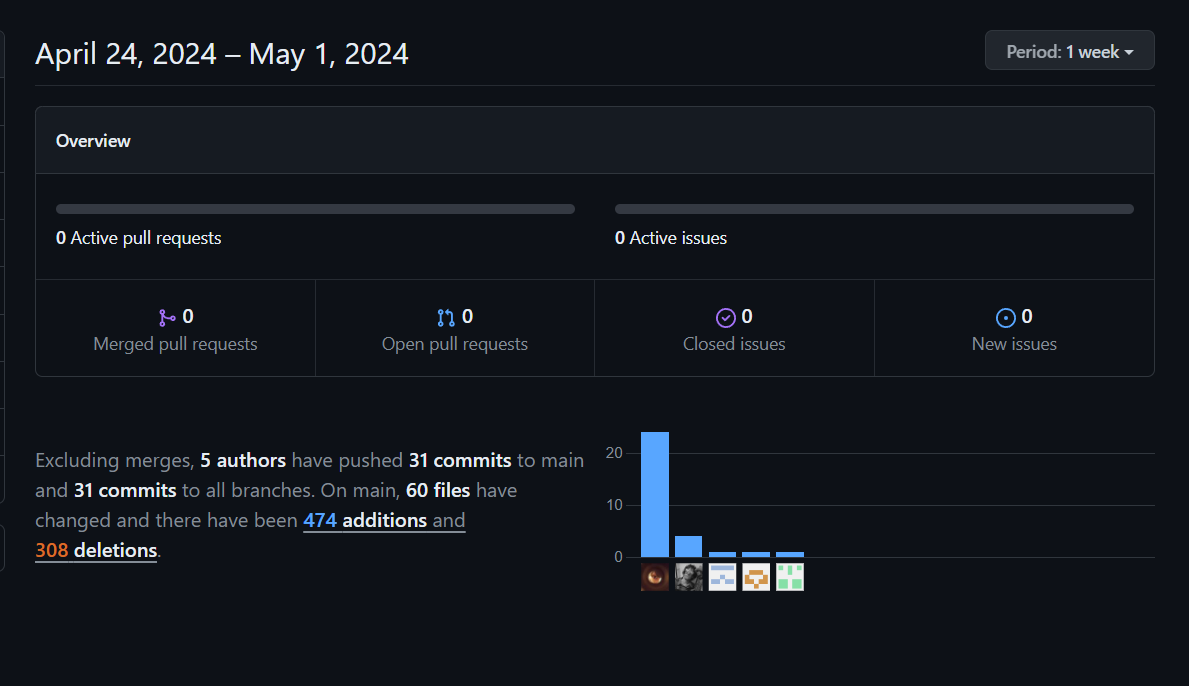 April 24, 2024 – May 1, 2024
Period: 1 week
Overview
0 Active pull requests
0 Active issues
0
Merged pull requests
0
Open pull requests
0
Closed issues
0
New issues
Excluding merges, 5 authors have pushed 31 commits to main
and 31 commits to all branches. On main, 60 files have
changed and there have been 474 additions and
308 deletions.
20
10
0